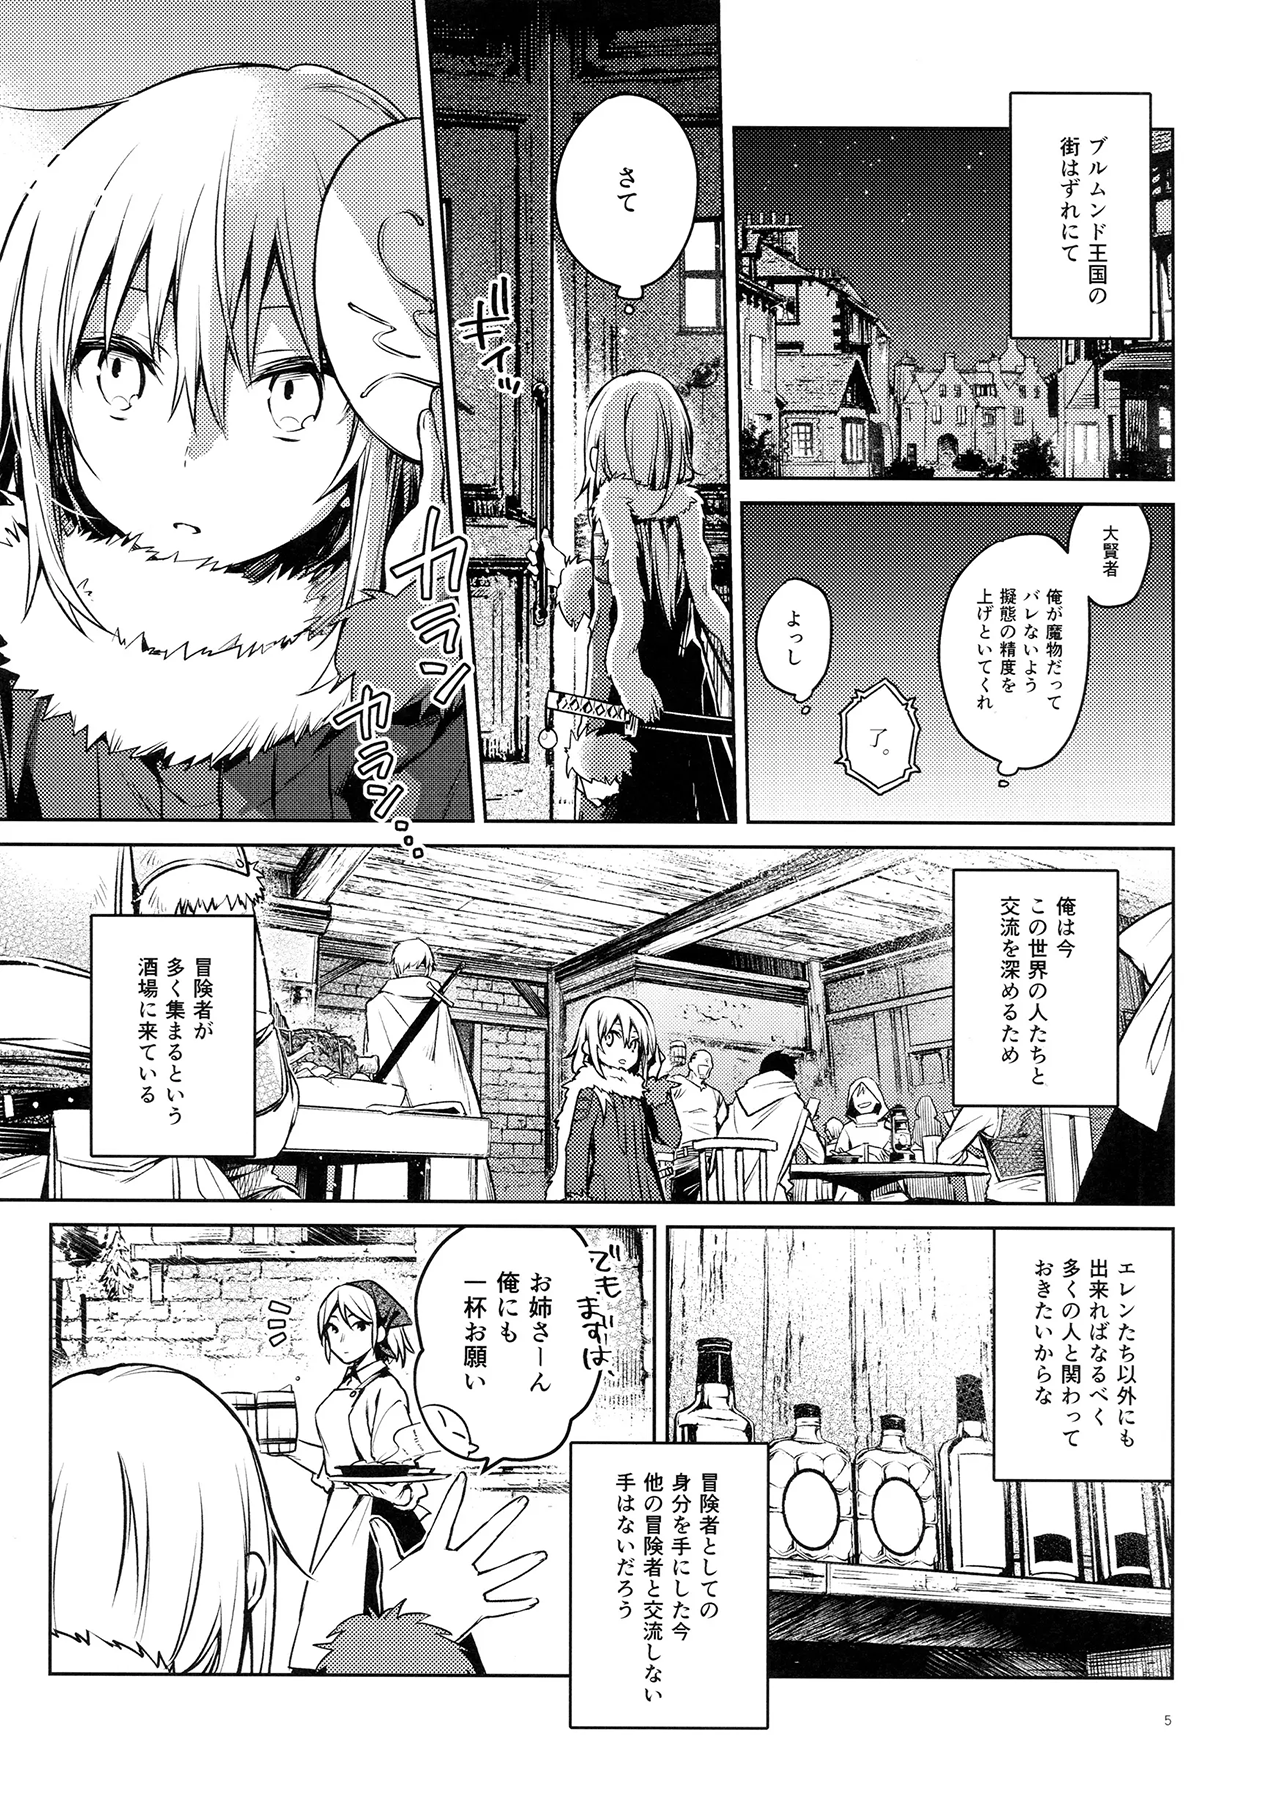 ブルムンド王国の
街はずれにて
大賢者
俺が魔物だって
バレないよう
擬態の精度を
上げといてくれ
了。
よっし
さて
ギィッ
カラン
カラン…
俺は今
この世界の人たちと
交流を深めるため
冒険者が
多く集まるという
酒場に来ている
エレンたち以外にも
出来ればなるべく
多くの人と関わって
おきたいからな
冒険者としての
身分を手にした今
他の冒険者と交流しない
手はないだろう
でもまずは、
お姉さーん
俺にも
一杯お願い
5